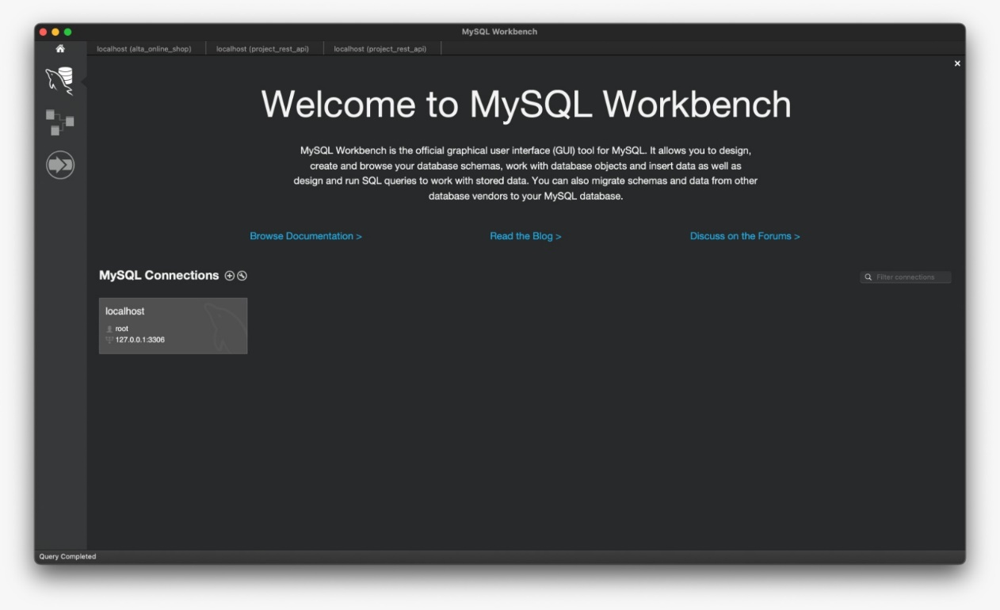 MySQL Workbench
localhost (alta_online_shop)
localhost (project_rest_api)
localhost (project_rest_api)
Welcome to MySQL Workbench
MySQL Workbench is the official graphical user interface (GUI) tool for MySQL. It allows you to design,
create and browse your database schemas, work with database objects and insert data as well as
design and run SQL queries to work with stored data. You can also migrate schemas and data from other
database vendors to your MySQL database.
Browse Documentation >
Read the Blog >
Discuss on the Forums >
MySQL Connections
Filter connections
localhost
root
127.0.0.1:3306
Query Completed